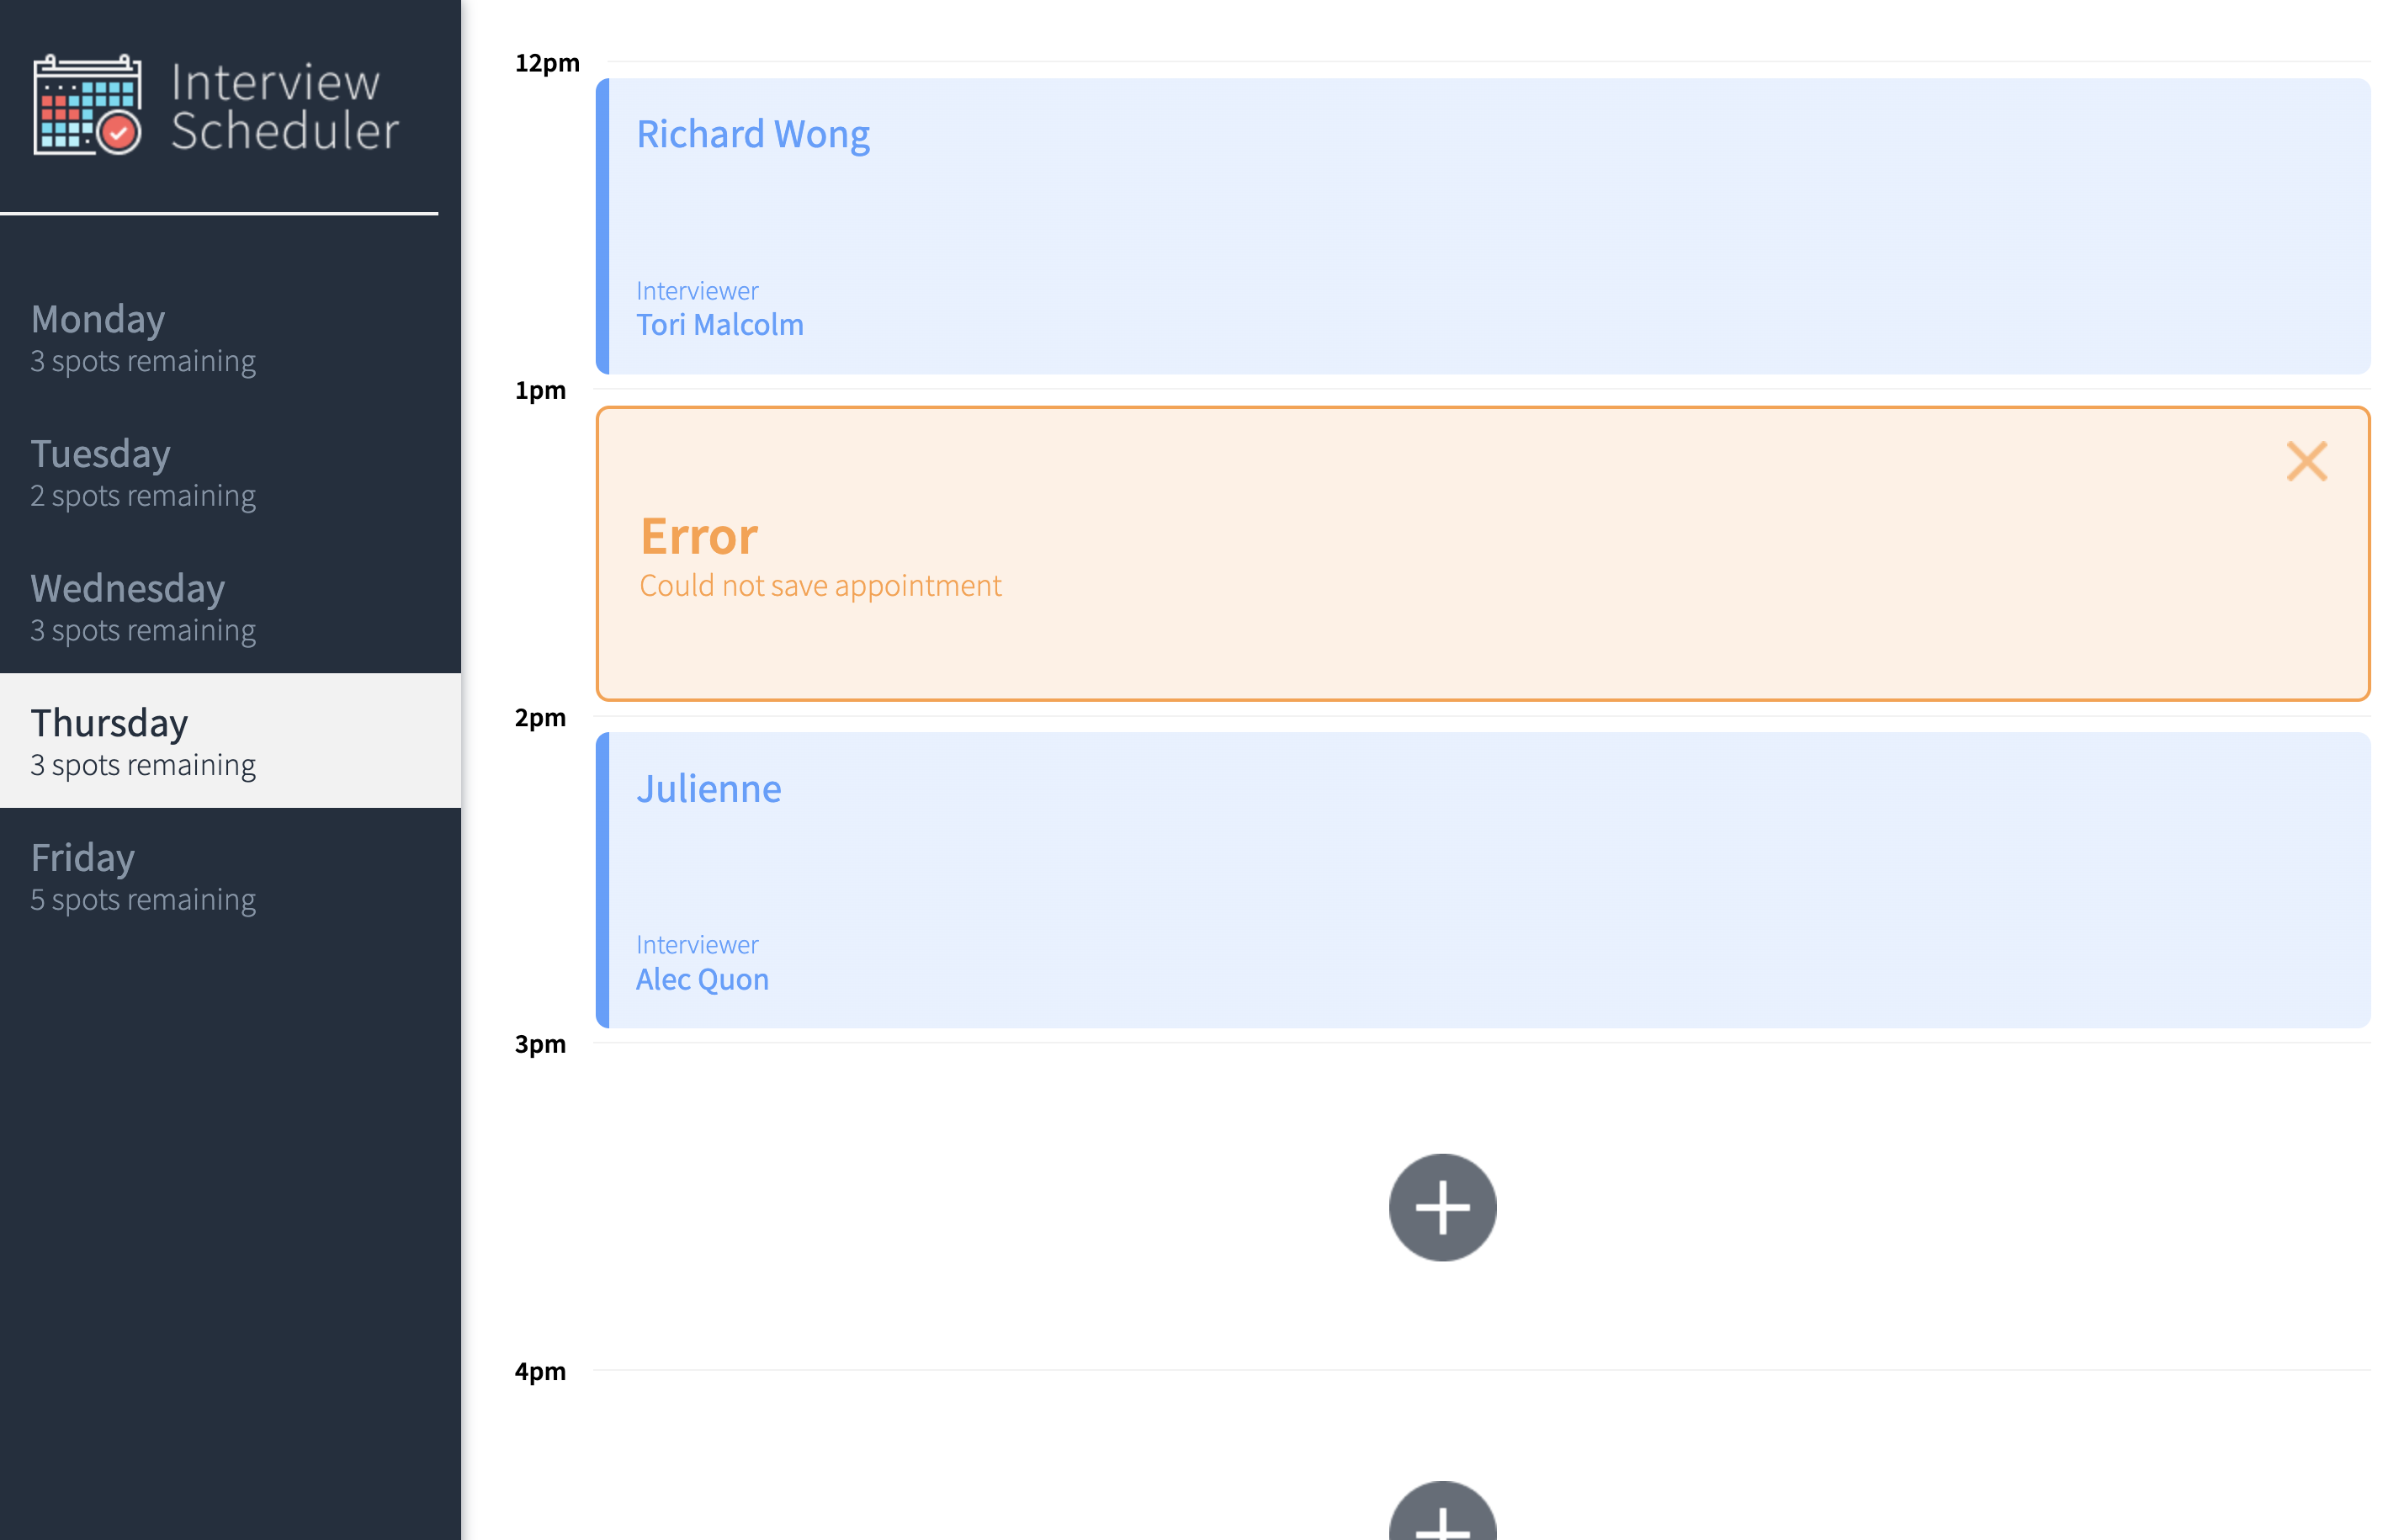 Interview
Scheduler
Monday
3 spots remaining
Tuesday
2 spots remaining
Wednesday
3 spots remaining
Thursday
3 spots remaining
Friday
5 spots remaining
12pm
Richard Wong
Interviewer
Tori Malcolm
1pm
Error
Could not save appointment
2pm
Julienne
Interviewer
Alec Quon
3pm
4pm